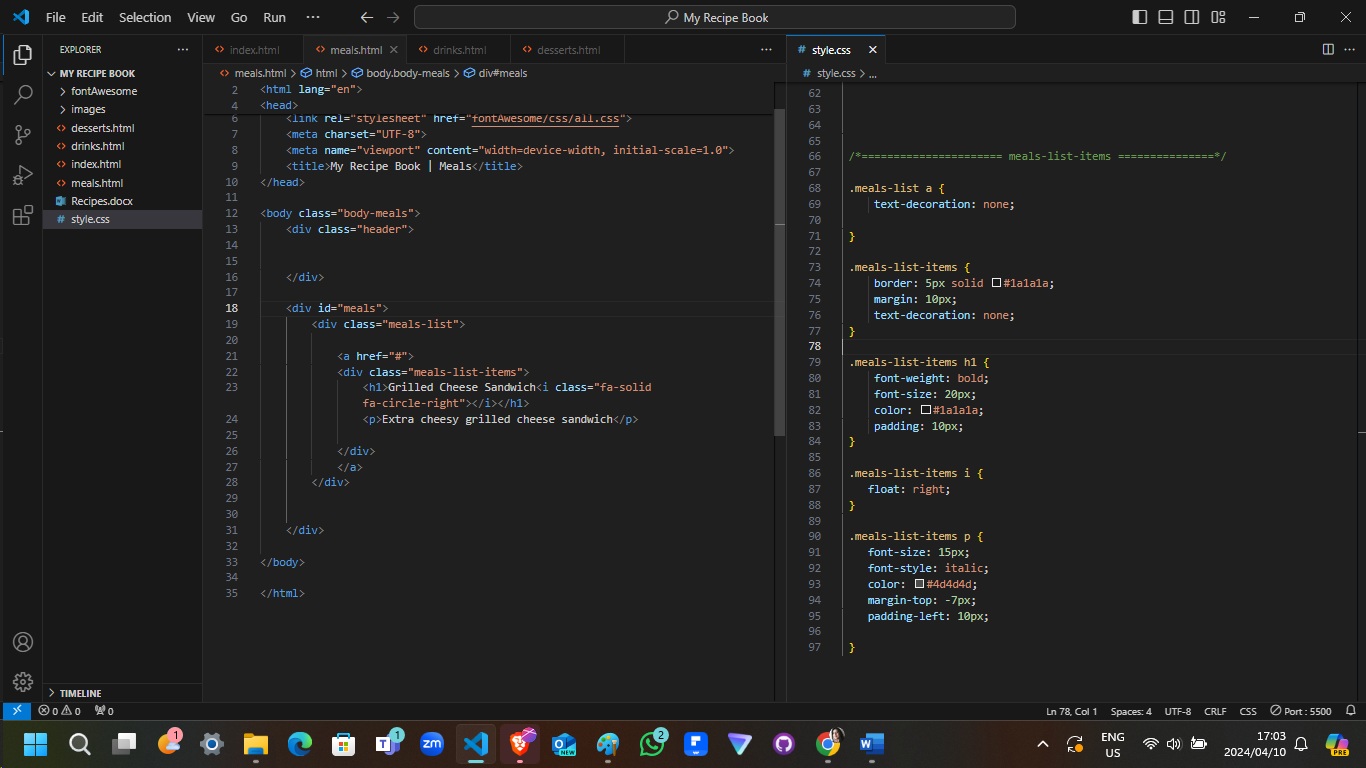 File Edit Selection View Go Run ··· My Recipe Book
EXPLORER ···
MY RECIPE BOOK
fontAwesome
images
desserts.html
drinks.html
index.html
meals.html
Recipes.docx
# style.css
TIMELINE
index.html meals.html drinks.html desserts.html ···
meals.html > html > body.body-meals > div#meals
2 <html lang="en">
4 <head>
6 <link rel="stylesheet" href="fontAwesome/css/all.css">
7 <meta charset="UTF-8">
8 <meta name="viewport" content="width=device-width, initial-scale=1.0">
9 <title>My Recipe Book | Meals</title>
10 </head>
11
12 <body class="body-meals">
13 <div class="header">
14
15
16 </div>
17
18 <div id="meals">
19 <div class="meals-list">
20
21 <a href="#">
22 <div class="meals-list-items">
23 <h1>Grilled Cheese Sandwich<i class="fa-solid
fa-circle-right"></i></h1>
24 <p>Extra cheesy grilled cheese sandwich</p>
25
26 </div>
27 </a>
28 </div>
29
30
31 </div>
32
33 </body>
34
35 </html>
# style.css ···
# style.css > ...
62
63
64
65
66 /*====================== meals-list-items ===============*/
67
68 .meals-list a {
69 text-decoration: none;
70
71 }
72
73 .meals-list-items {
74 border: 5px solid #1a1a1a;
75 margin: 10px;
76 text-decoration: none;
77 }
78
79 .meals-list-items h1 {
80 font-weight: bold;
81 font-size: 20px;
82 color: #1a1a1a;
83 padding: 10px;
84 }
85
86 .meals-list-items i {
87 float: right;
88 }
89
90 .meals-list-items p {
91 font-size: 15px;
92 font-style: italic;
93 color: #4d4d4d;
94 margin-top: -7px;
95 padding-left: 10px;
96
97 }
0 0 0 Ln 78, Col 1 Spaces: 4 UTF-8 CRLF CSS Port : 5500
1 1 zm NEW 2 W ENG
US
17:03
2024/04/10
PRE